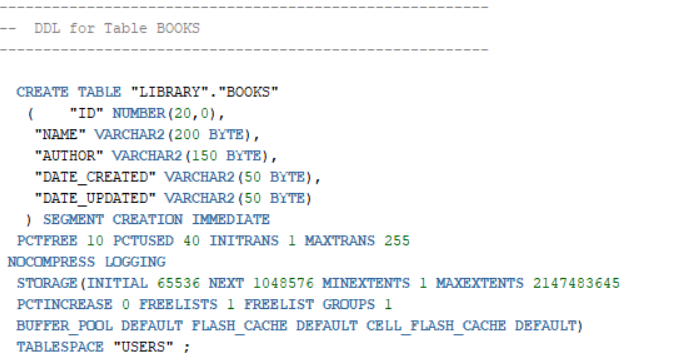 --------------------------------------------------------
--  DDL for Table BOOKS
--------------------------------------------------------
CREATE TABLE "LIBRARY"."BOOKS"
( "ID" NUMBER(20,0),
"NAME" VARCHAR2(200 BYTE),
"AUTHOR" VARCHAR2(150 BYTE),
"DATE_CREATED" VARCHAR2(50 BYTE),
"DATE_UPDATED" VARCHAR2(50 BYTE)
) SEGMENT CREATION IMMEDIATE
PCTFREE 10 PCTUSED 40 INITRANS 1 MAXTRANS 255
NOCOMPRESS LOGGING
STORAGE(INITIAL 65536 NEXT 1048576 MINEXTENTS 1 MAXEXTENTS 2147483645
PCTINCREASE 0 FREELISTS 1 FREELIST GROUPS 1
BUFFER_POOL DEFAULT FLASH_CACHE DEFAULT CELL_FLASH_CACHE DEFAULT)
TABLESPACE "USERS" ;